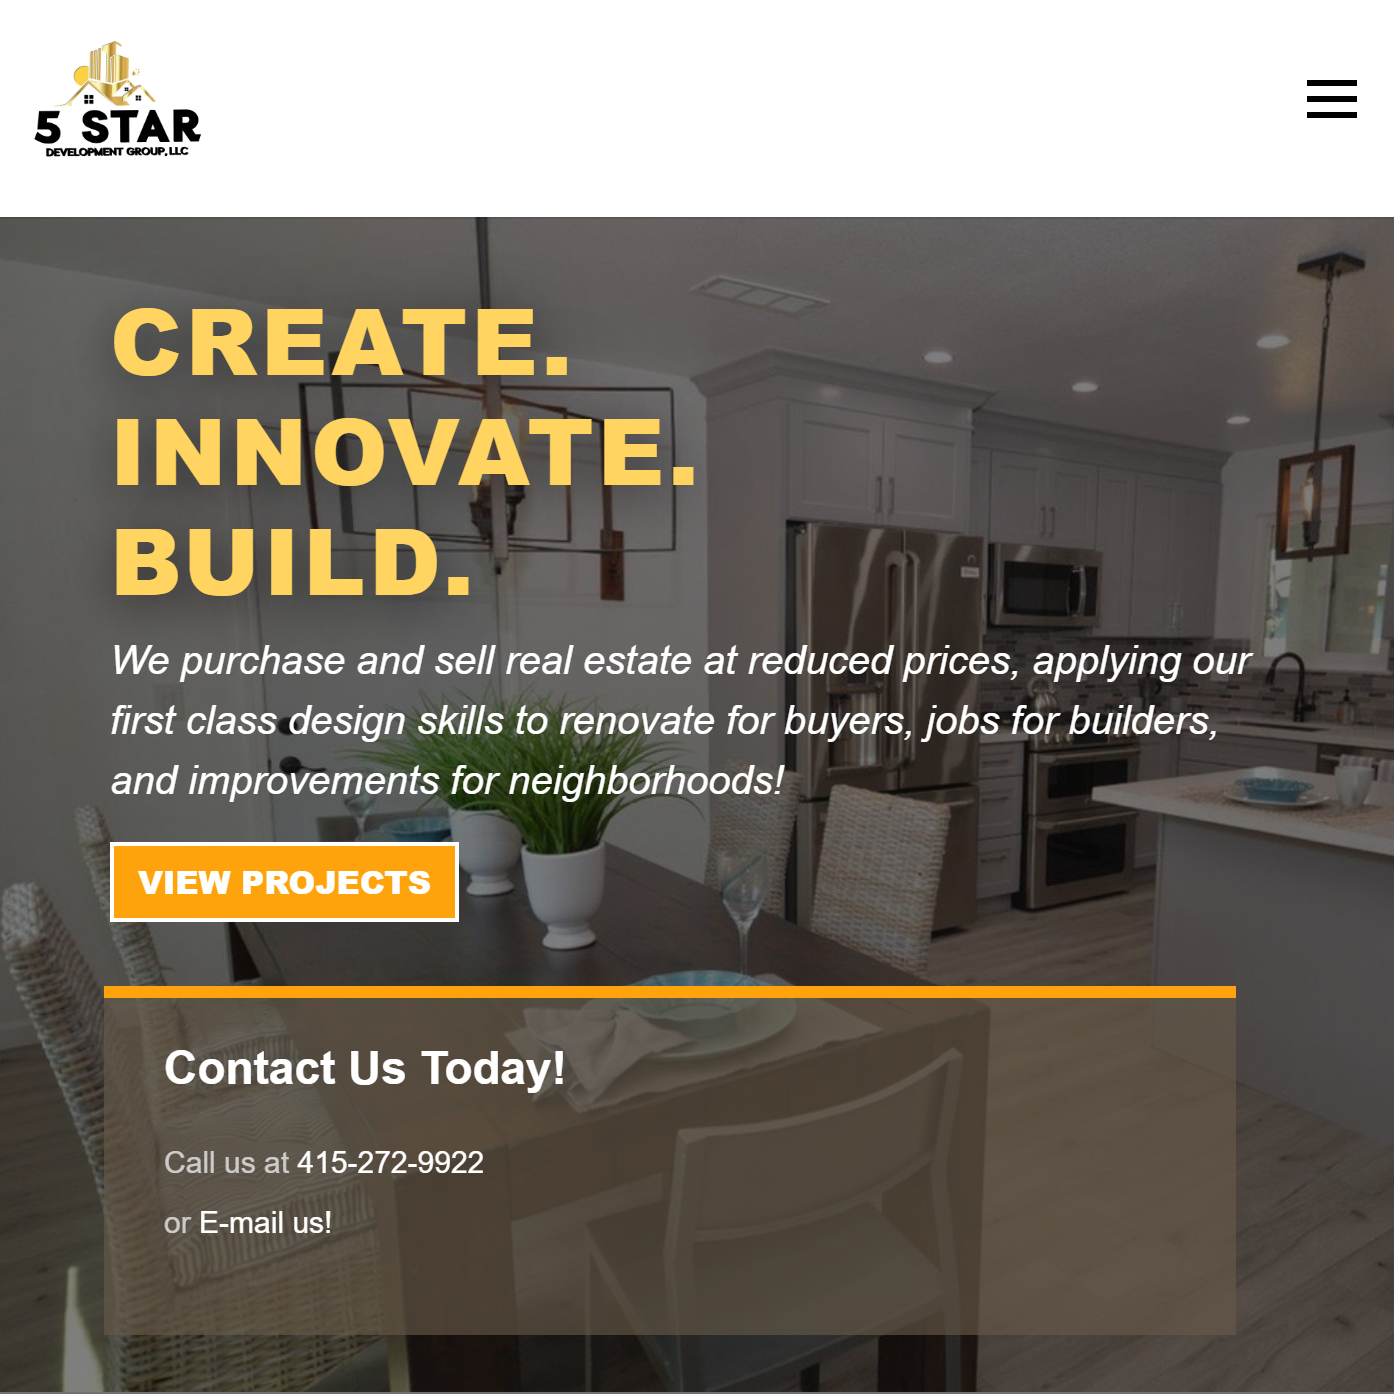 5 STAR
DEVELOPMENT GROUP, LLC
CREATE.
INNOVATE.
BUILD.
We purchase and sell real estate at reduced prices, applying our
first class design skills to renovate for buyers, jobs for builders,
and improvements for neighborhoods!
VIEW PROJECTS
Contact Us Today!
Call us at 415-272-9922
or E-mail us!